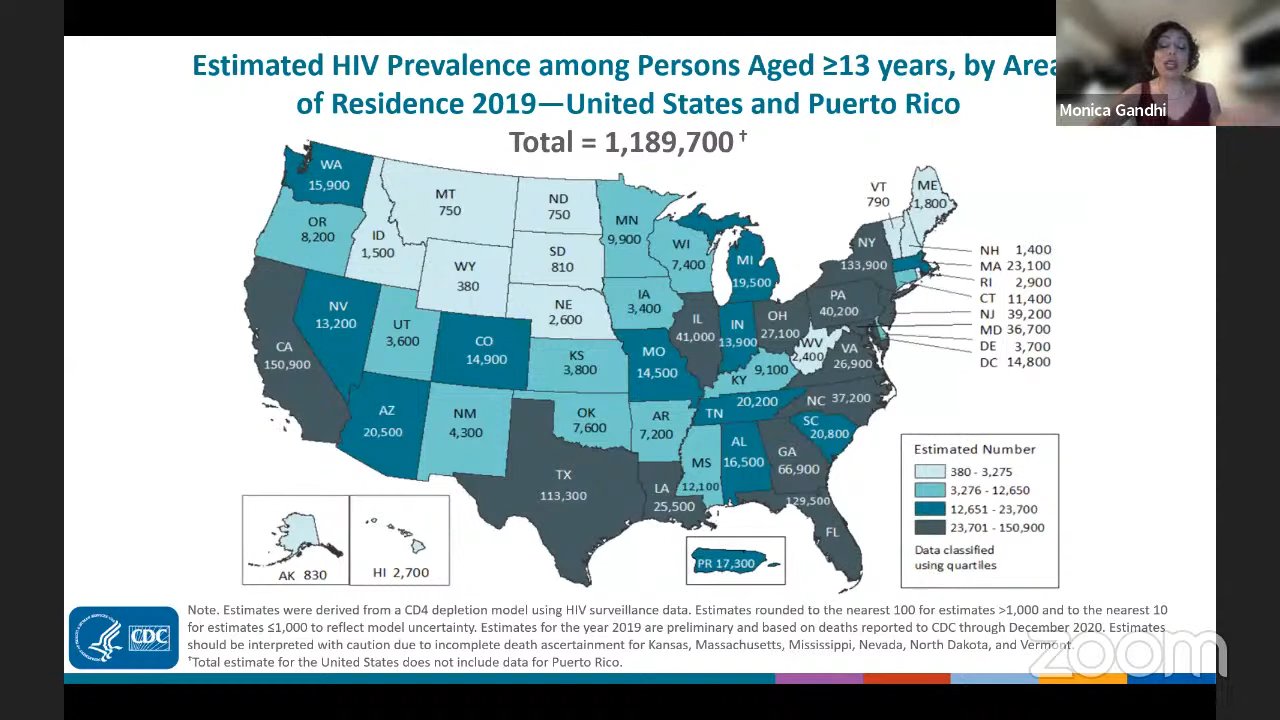 Estimated HIV Prevalence among Persons Aged ≥13 years, by Area
of Residence 2019—United States and Puerto Rico
Total = 1,189,700†
Monica Gandhi
WA
15,900
OR
8,200
ID
1,500
MT
750
ND
750
MN
9,900
WI
7,400
MI
19,500
VT
790
ME
1,800
NY
133,900
NH 1,400
MA 23,100
RI 2,900
CT 11,400
NJ 39,200
MD 36,700
DE 3,700
DC 14,800
WY
380
SD
810
NE
2,600
IA
3,400
IL
41,000
IN
13,900
OH
27,100
PA
40,200
WV
2,400
VA
26,900
NV
13,200
UT
3,600
CO
14,900
KS
3,800
MO
14,500
KY
9,100
CA
150,900
AZ
20,500
NM
4,300
OK
7,600
AR
7,200
TN
20,200
NC 37,200
SC
20,800
MS
12,100
AL
16,500
GA
66,900
TX
113,300
LA
25,500
129,500
FL
AK 830
HI 2,700
PR 17,300
Estimated Number
380 - 3,275
3,276 - 12,650
12,651 - 23,700
23,701 - 150,900
Data classified
using quartiles
CDC
Note. Estimates were derived from a CD4 depletion model using HIV surveillance data. Estimates rounded to the nearest 100 for estimates >1,000 and to the nearest 10
for estimates ≤1,000 to reflect model uncertainty. Estimates for the year 2019 are preliminary and based on deaths reported to CDC through December 2020. Estimates
should be interpreted with caution due to incomplete death ascertainment for Kansas, Massachusetts, Mississippi, Nevada, North Dakota, and Vermont.
†Total estimate for the United States does not include data for Puerto Rico.
zoom